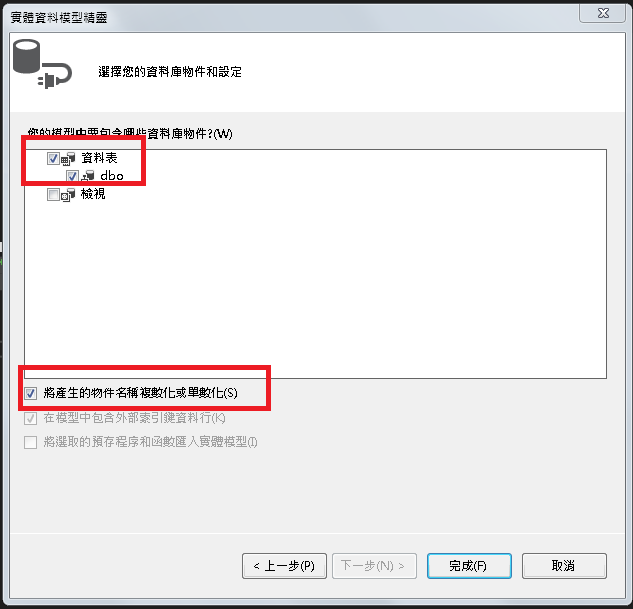 實體資料模型精靈
選擇您的資料庫物件和設定
您的模型中要包含哪些資料庫物件?(W)
資料表
dbo
檢視
將產生的物件名稱複數化或單數化(S)
在模型中包含外部索引鍵資料行(K)
將選取的預存程序和函數匯入實體模型(I)
< 上一步(P)
下一步(N) >
完成(F)
取消